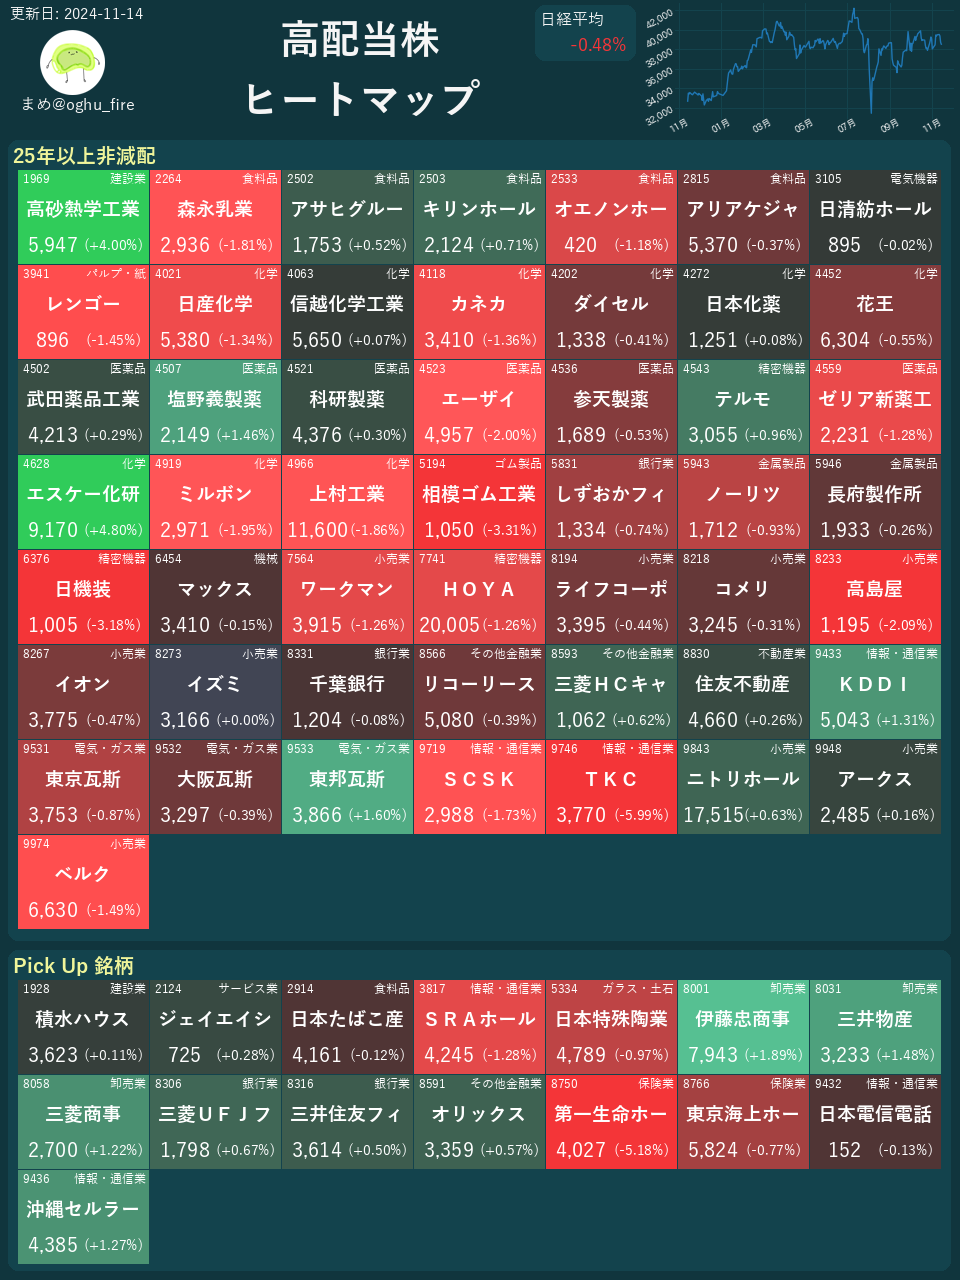 更新日: 2024-11-14
まめ@oghu_fire
高配当株
ヒートマップ
日経平均
-0.48%
42,000
40,000
38,000
36,000
34,000
32,000
11月 01月 03月 05月 07月 09月 11月
25年以上非減配
1969 建設業 2264 食料品 2502 食料品 2503 食料品 2533 食料品 2815 食料品 3105 電気機器
高砂熱学工業 森永乳業 アサヒグルー キリンホール オエノンホー アリアケジャ 日清紡ホール
5,947 (+4.00%) 2,936 (-1.81%) 1,753 (+0.52%) 2,124 (+0.71%) 420 (-1.18%) 5,370 (-0.37%) 895 (-0.02%)
3941 パルプ・紙 4021 化学 4063 化学 4118 化学 4202 化学 4272 化学 4452 化学
レンゴー 日産化学 信越化学工業 カネカ ダイセル 日本化薬 花王
896 (-1.45%) 5,380 (-1.34%) 5,650 (+0.07%) 3,410 (-1.36%) 1,338 (-0.41%) 1,251 (+0.08%) 6,304 (-0.55%)
4502 医薬品 4507 医薬品 4521 医薬品 4523 医薬品 4536 医薬品 4543 精密機器 4559 医薬品
武田薬品工業 塩野義製薬 科研製薬 エーザイ 参天製薬 テルモ ゼリア新薬工
4,213 (+0.29%) 2,149 (+1.46%) 4,376 (+0.30%) 4,957 (-2.00%) 1,689 (-0.53%) 3,055 (+0.96%) 2,231 (-1.28%)
4628 化学 4919 化学 4966 化学 5194 ゴム製品 5831 銀行業 5943 金属製品 5946 金属製品
エスケー化研 ミルボン 上村工業 相模ゴム工業 しずおかフィ ノーリツ 長府製作所
9,170 (+4.80%) 2,971 (-1.95%) 11,600 (-1.86%) 1,050 (-3.31%) 1,334 (-0.74%) 1,712 (-0.93%) 1,933 (-0.26%)
6376 精密機器 6454 機械 7564 小売業 7741 精密機器 8194 小売業 8218 小売業 8233 小売業
日機装 マックス ワークマン ＨＯＹＡ ライフコーポ コメリ 高島屋
1,005 (-3.18%) 3,410 (-0.15%) 3,915 (-1.26%) 20,005 (-1.26%) 3,395 (-0.44%) 3,245 (-0.31%) 1,195 (-2.09%)
8267 小売業 8273 小売業 8331 銀行業 8566 その他金融業 8593 その他金融業 8830 不動産業 9433 情報・通信業
イオン イズミ 千葉銀行 リコーリース 三菱ＨＣキャ 住友不動産 ＫＤＤＩ
3,775 (-0.47%) 3,166 (+0.00%) 1,204 (-0.08%) 5,080 (-0.39%) 1,062 (+0.62%) 4,660 (+0.26%) 5,043 (+1.31%)
9531 電気・ガス業 9532 電気・ガス業 9533 電気・ガス業 9719 情報・通信業 9746 情報・通信業 9843 小売業 9948 小売業
東京瓦斯 大阪瓦斯 東邦瓦斯 ＳＣＳＫ ＴＫＣ ニトリホール アークス
3,753 (-0.87%) 3,297 (-0.39%) 3,866 (+1.60%) 2,988 (-1.73%) 3,770 (-5.99%) 17,515 (+0.63%) 2,485 (+0.16%)
9974 小売業
ベルク
6,630 (-1.49%)
Pick Up 銘柄
1928 建設業 2124 サービス業 2914 食料品 3817 情報・通信業 5334 ガラス・土石 8001 卸売業 8031 卸売業
積水ハウス ジェイエイシ 日本たばこ産 ＳＲＡホール 日本特殊陶業 伊藤忠商事 三井物産
3,623 (+0.11%) 725 (+0.28%) 4,161 (-0.12%) 4,245 (-1.28%) 4,789 (-0.97%) 7,943 (+1.89%) 3,233 (+1.48%)
8058 卸売業 8306 銀行業 8316 銀行業 8591 その他金融業 8750 保険業 8766 保険業 9432 情報・通信業
三菱商事 三菱ＵＦＪフ 三井住友フィ オリックス 第一生命ホー 東京海上ホー 日本電信電話
2,700 (+1.22%) 1,798 (+0.67%) 3,614 (+0.50%) 3,359 (+0.57%) 4,027 (-5.18%) 5,824 (-0.77%) 152 (-0.13%)
9436 情報・通信業
沖縄セルラー
4,385 (+1.27%)